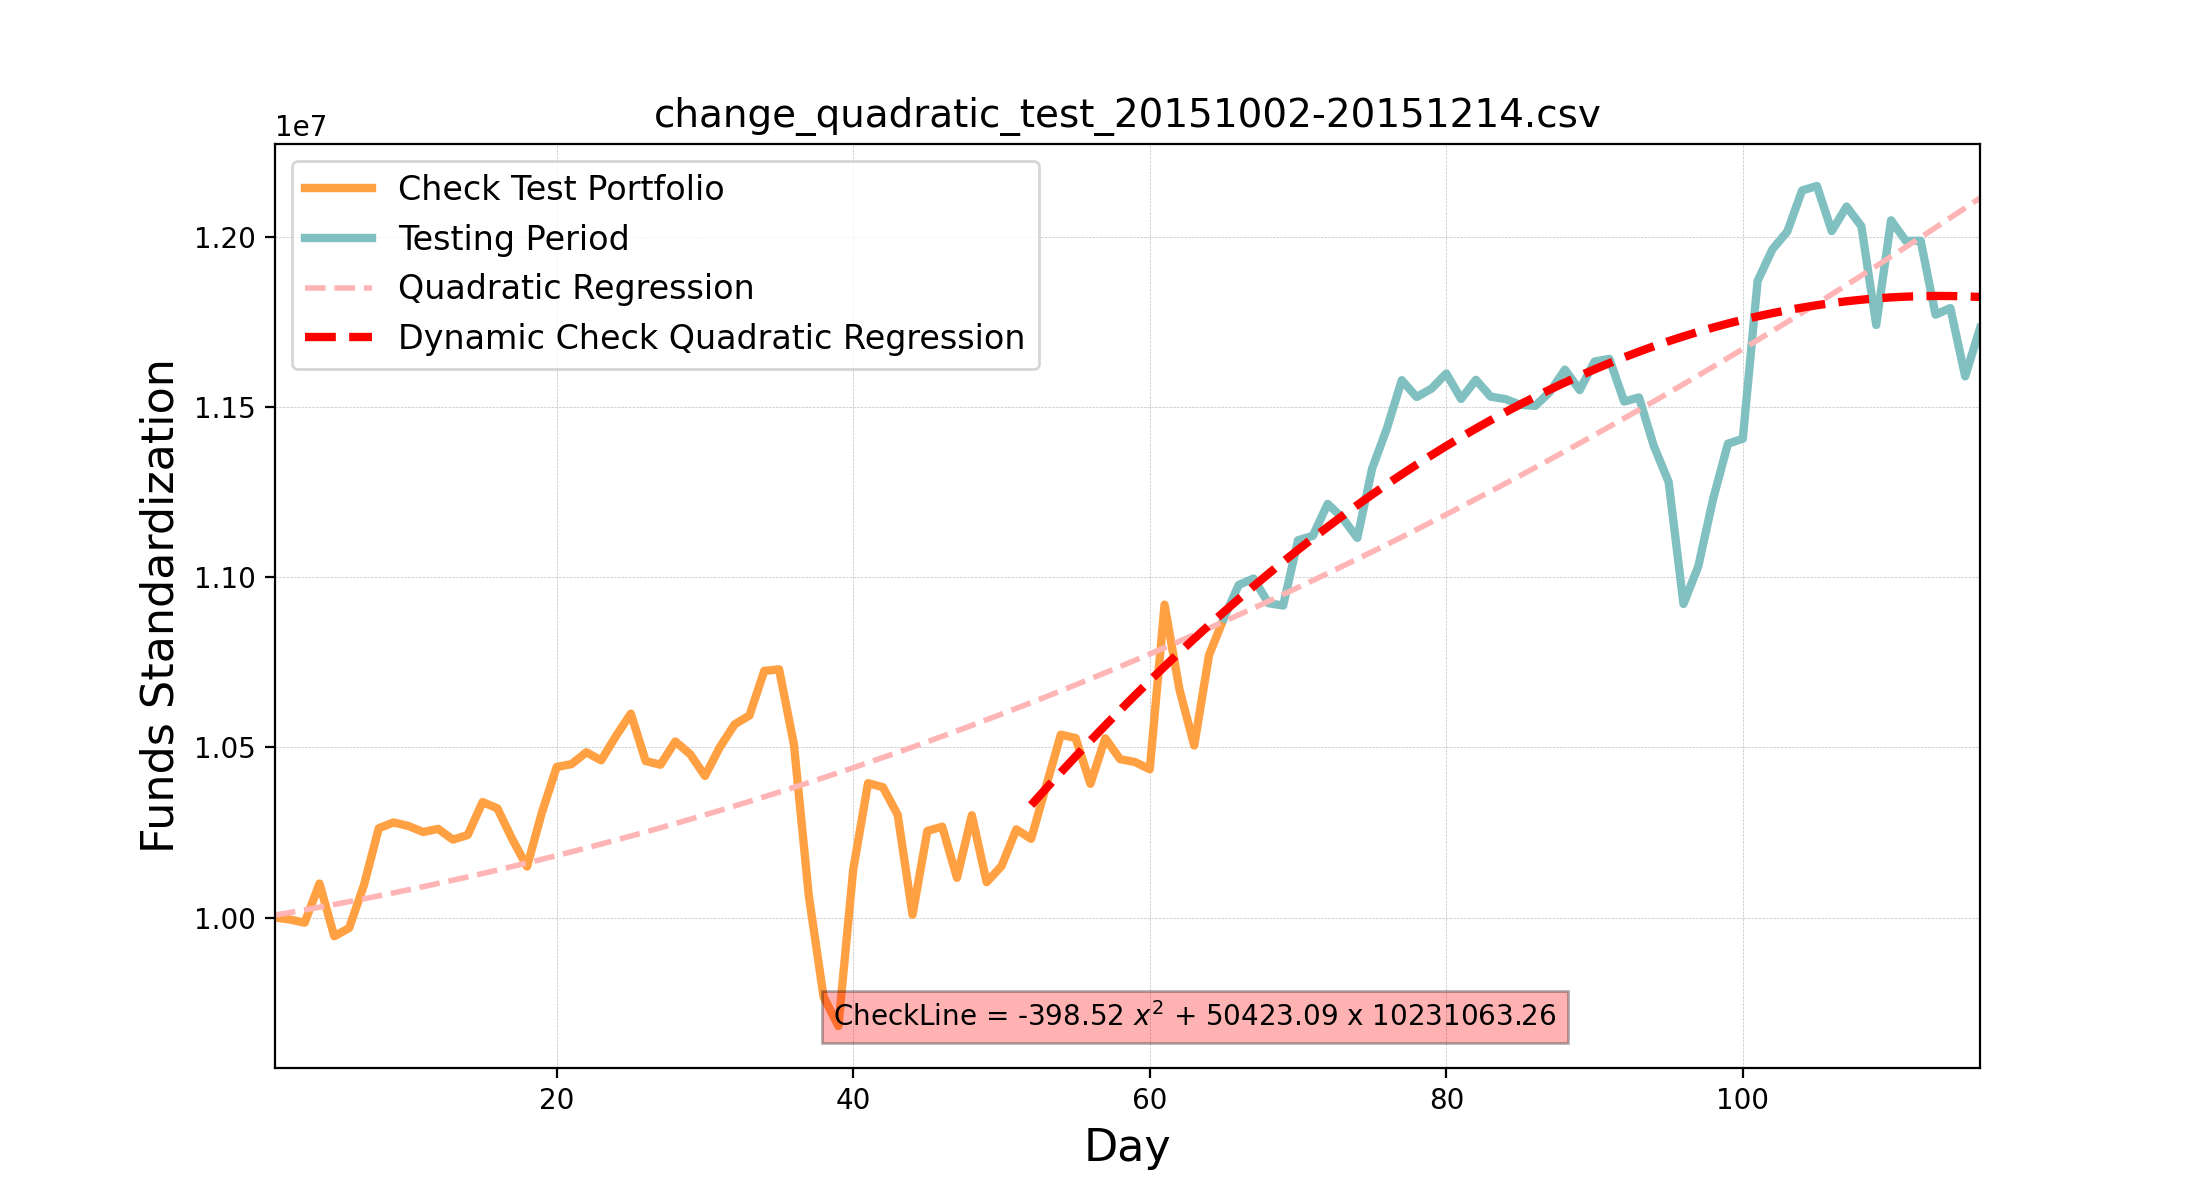 change_quadratic_test_20151002-20151214.csv
1e7
Check Test Portfolio
Testing Period
Quadratic Regression
Dynamic Check Quadratic Regression
1.20
1.15
1.10
1.05
1.00
Funds Standardization
CheckLine = -398.52 x² + 50423.09 x 10231063.26
20 40 60 80 100
Day